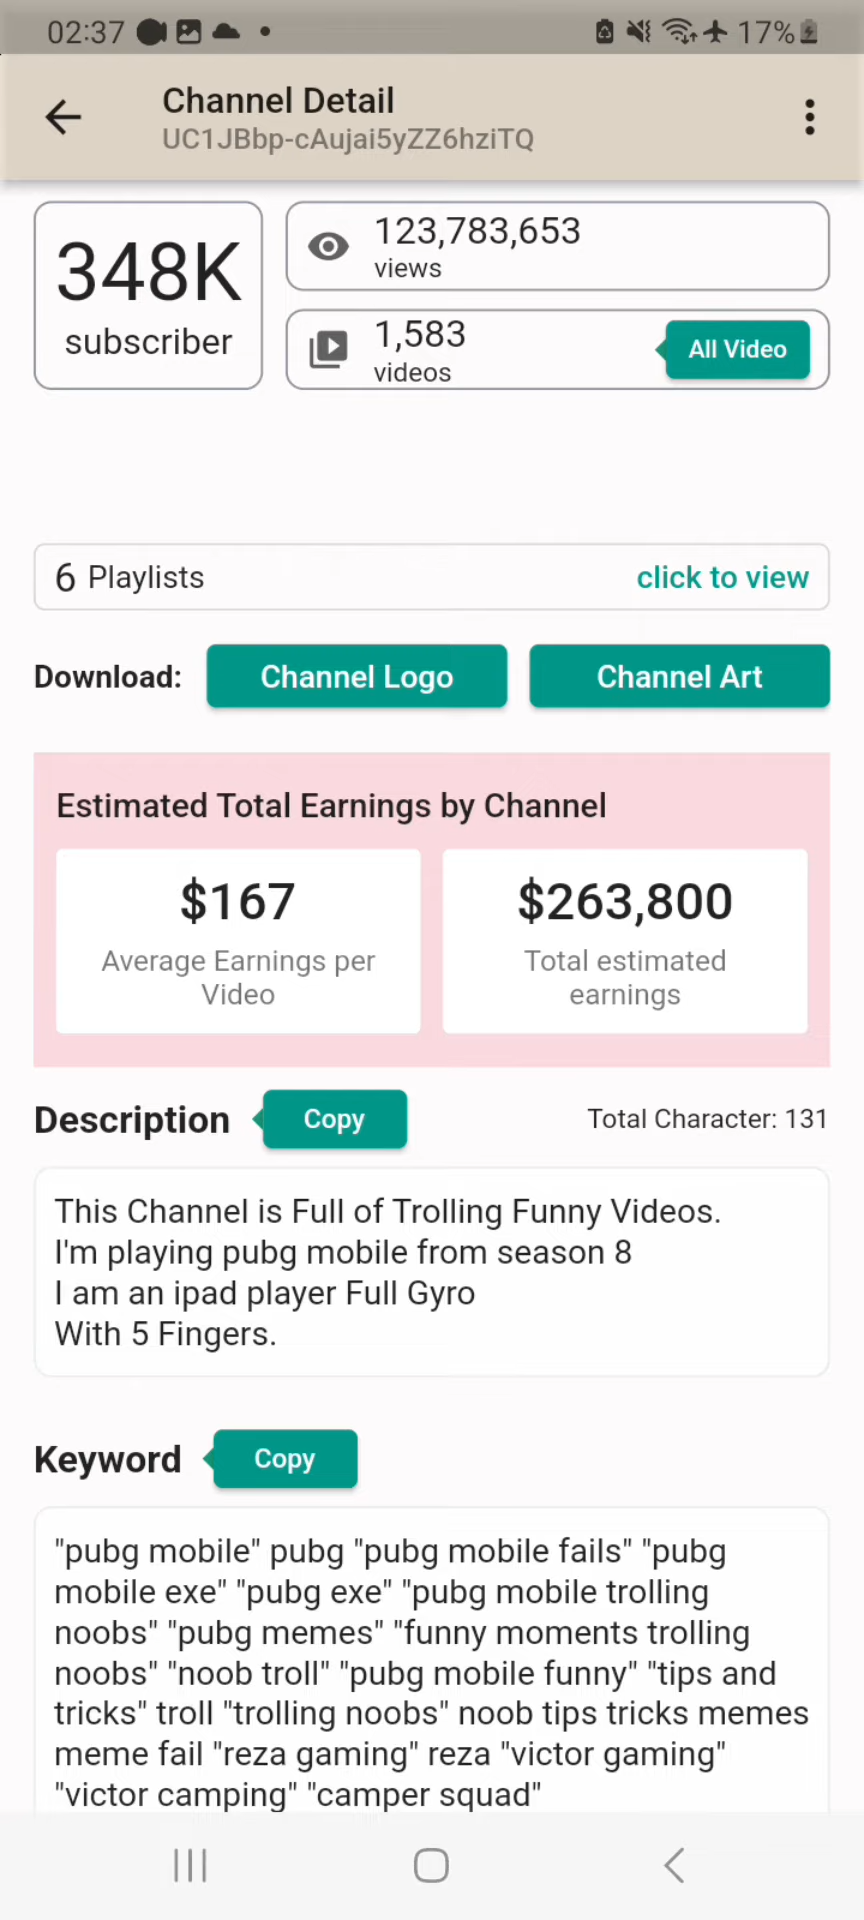 02:37
17%
Channel Detail
UC1JBbp-cAujai5yZZ6hziTQ
348K
subscriber
123,783,653
views
1,583
videos
All Video
6 Playlists
click to view
Download:
Channel Logo
Channel Art
Estimated Total Earnings by Channel
$167
Average Earnings per
Video
$263,800
Total estimated
earnings
Description
Copy
Total Character: 131
This Channel is Full of Trolling Funny Videos.
I'm playing pubg mobile from season 8
I am an ipad player Full Gyro
With 5 Fingers.
Keyword
Copy
"pubg mobile" pubg "pubg mobile fails" "pubg
mobile exe" "pubg exe" "pubg mobile trolling
noobs" "pubg memes" "funny moments trolling
noobs" "noob troll" "pubg mobile funny" "tips and
tricks" troll "trolling noobs" noob tips tricks memes
meme fail "reza gaming" reza "victor gaming"
"victor camping" "camper squad"